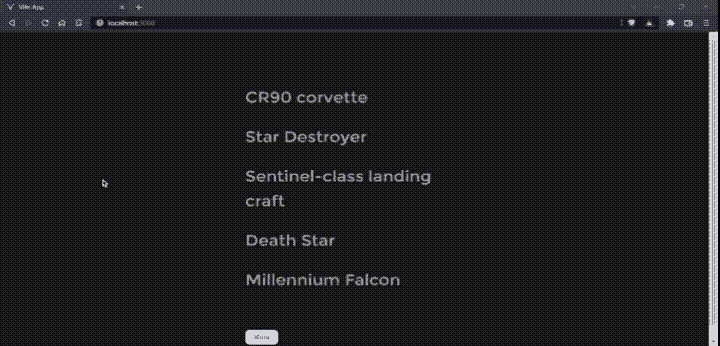 Vite App
localhost:3000
CR90 corvette
Star Destroyer
Sentinel-class landing
craft
Death Star
Millennium Falcon
More